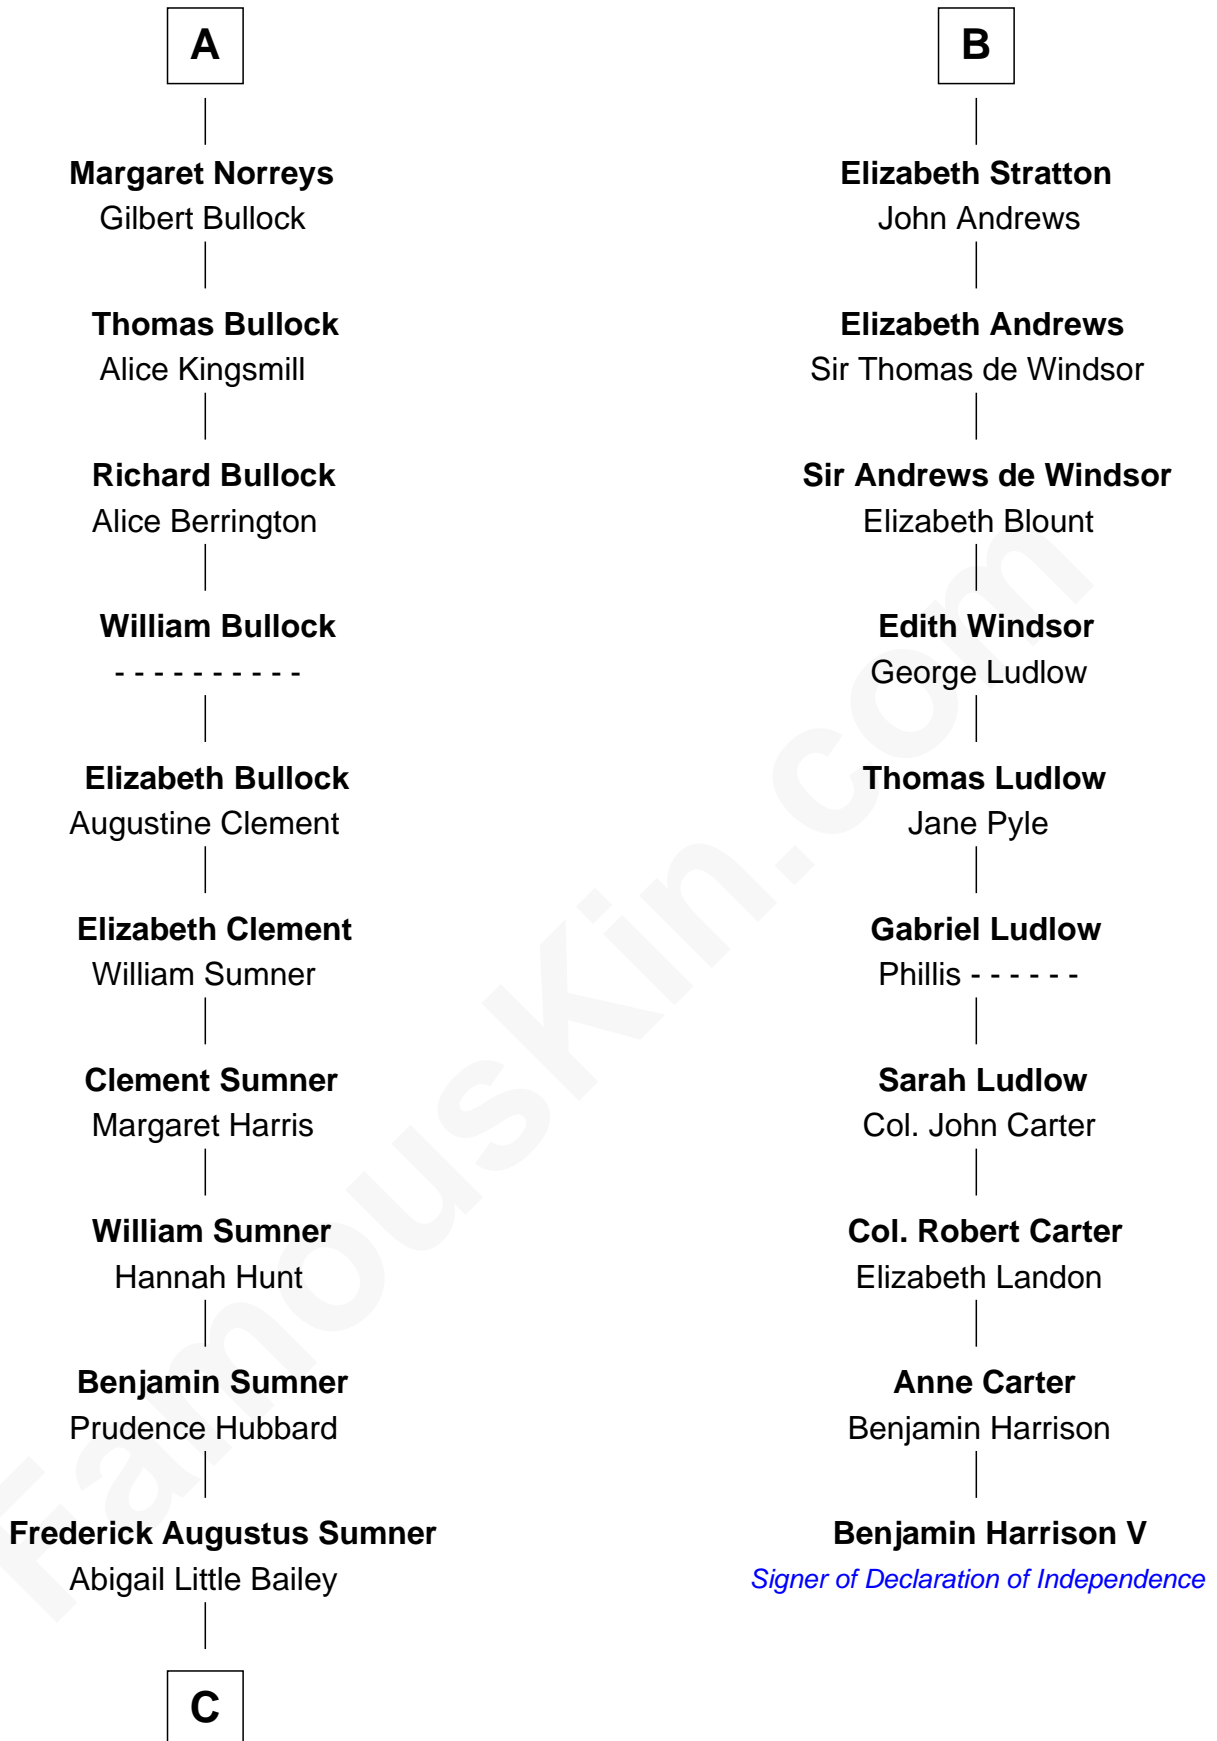 A
Margaret Norreys
Gilbert Bullock
Thomas Bullock
Alice Kingsmill
Richard Bullock
Alice Berrington
William Bullock
- - - - - - - - - -
Elizabeth Bullock
Augustine Clement
Elizabeth Clement
William Sumner
Clement Sumner
Margaret Harris
William Sumner
Hannah Hunt
Benjamin Sumner
Prudence Hubbard
Frederick Augustus Sumner
Abigail Little Bailey
C
B
Elizabeth Stratton
John Andrews
Elizabeth Andrews
Sir Thomas de Windsor
Sir Andrews de Windsor
Elizabeth Blount
Edith Windsor
George Ludlow
Thomas Ludlow
Jane Pyle
Gabriel Ludlow
Phillis - - - - - -
Sarah Ludlow
Col. John Carter
Col. Robert Carter
Elizabeth Landon
Anne Carter
Benjamin Harrison
Benjamin Harrison V
Signer of Declaration of Independence
FamousKin.com